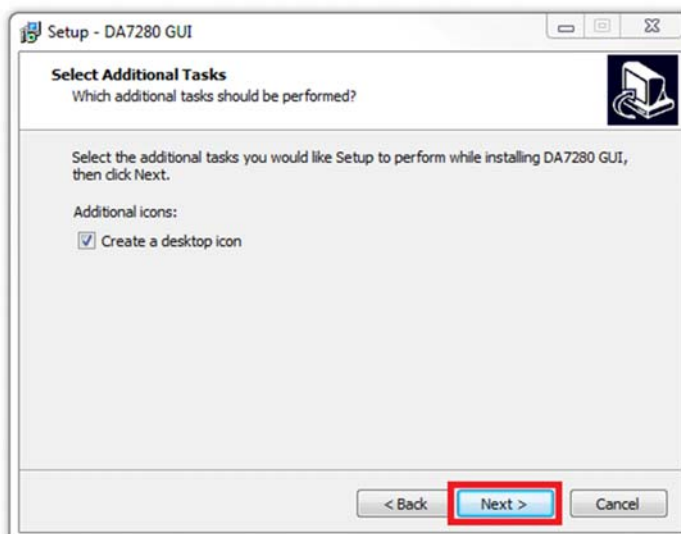 Setup - DA7280 GUI
Select Additional Tasks
Which additional tasks should be performed?
Select the additional tasks you would like Setup to perform while installing DA7280 GUI,
then click Next.
Additional icons:
Create a desktop icon
< Back Next > Cancel